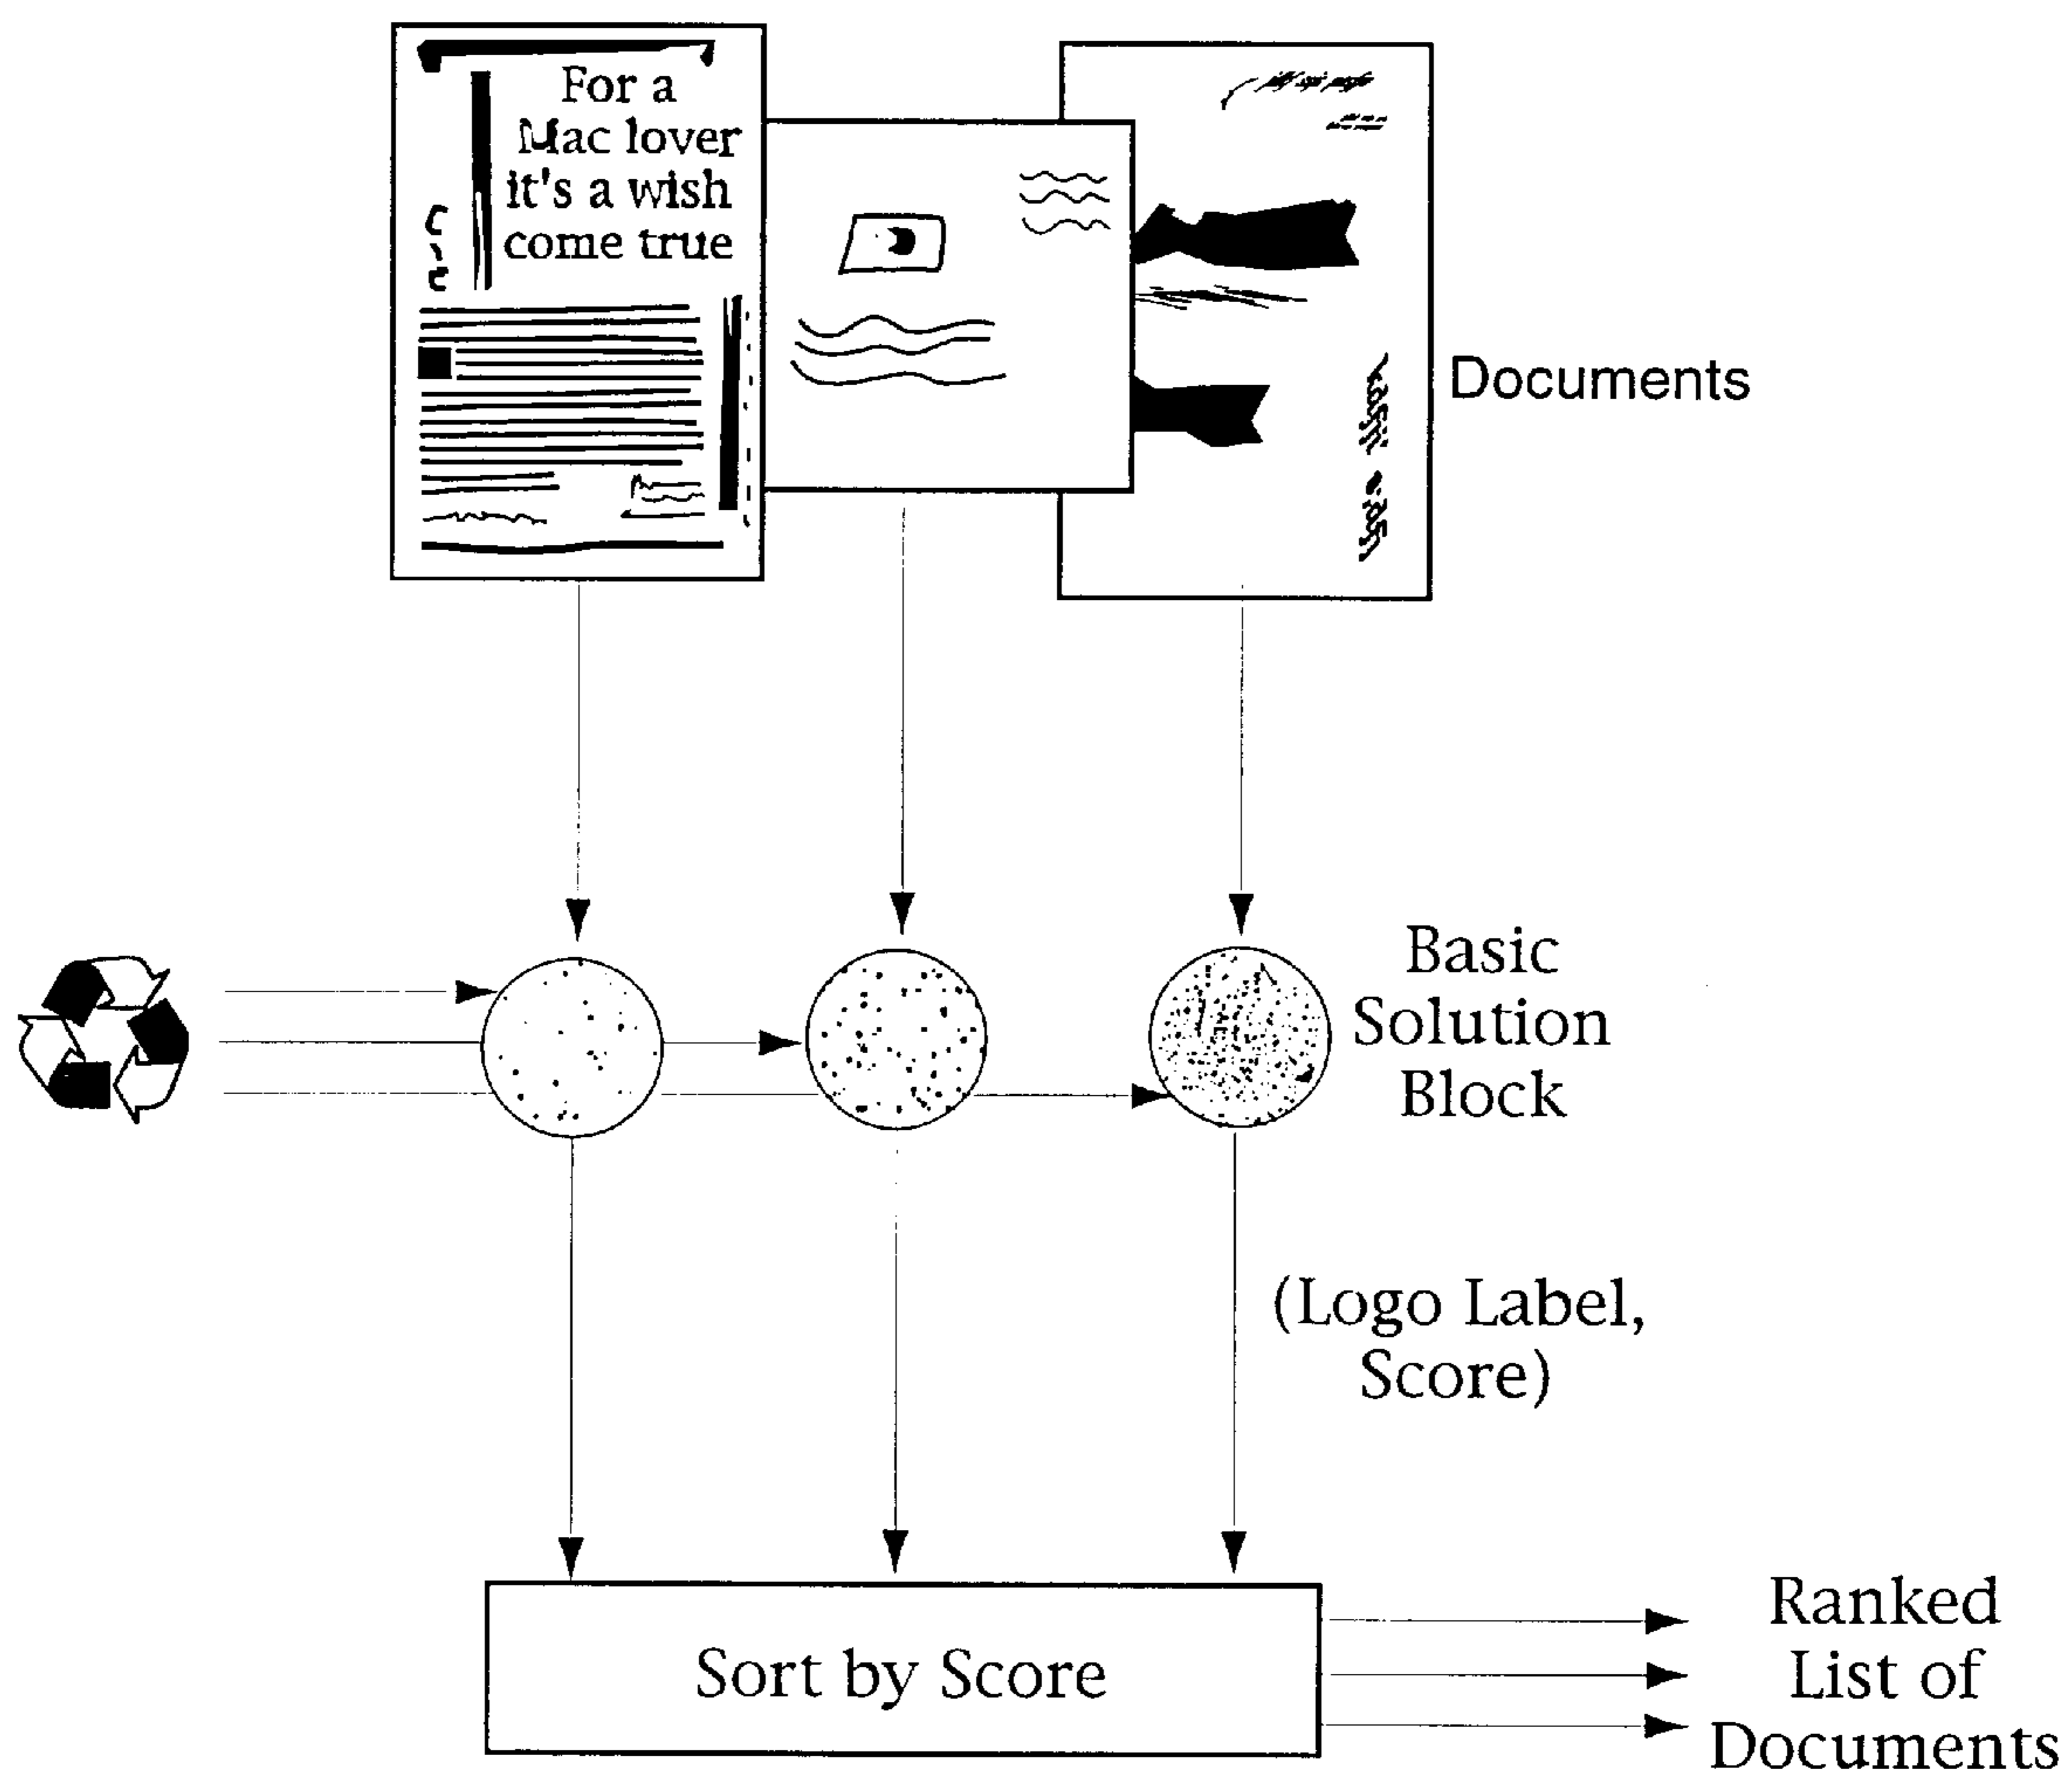 For a
Mac lover
it's a wish
come true
Documents
Basic
Solution
Block
(Logo Label,
Score)
Sort by Score
Ranked
List of
Documents